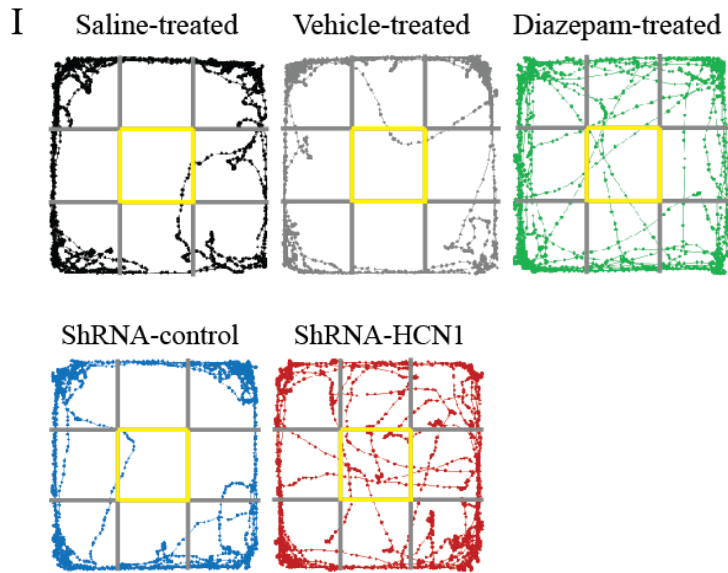 I
Saline-treated Vehicle-treated Diazepam-treated
ShRNA-control ShRNA-HCN1